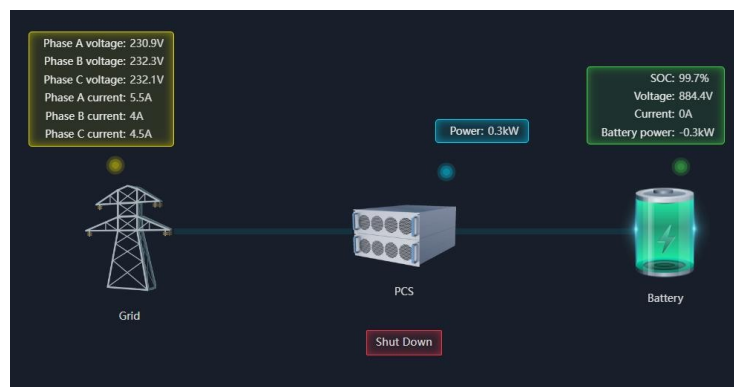 Phase A voltage: 230.9V
Phase B voltage: 232.3V
Phase C voltage: 232.1V
Phase A current: 5.5A
Phase B current: 4A
Phase C current: 4.5A
Power: 0.3kW
SOC: 99.7%
Voltage: 884.4V
Current: 0A
Battery power: -0.3kW
Grid
PCS
Battery
Shut Down